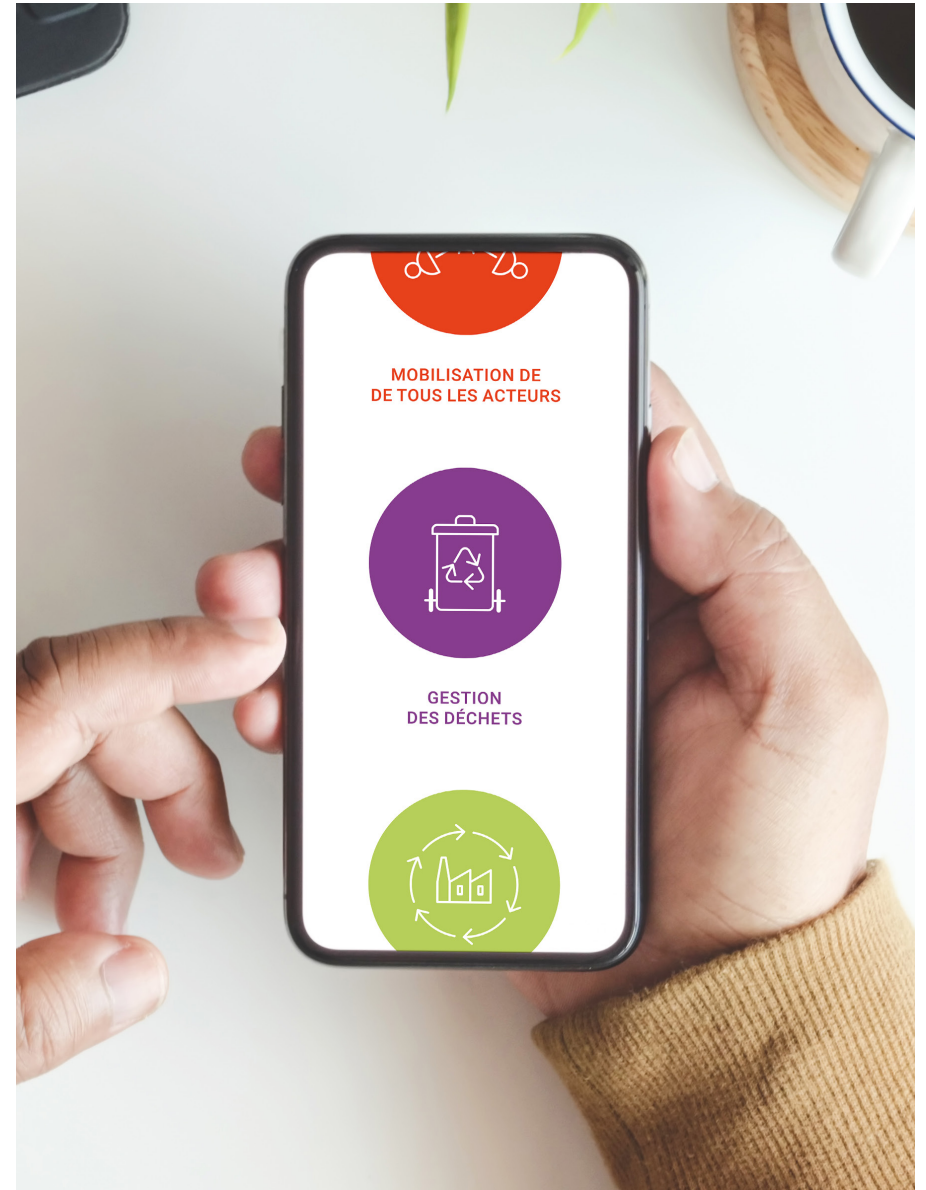 MOBILISATION DE
DE TOUS LES ACTEURS
GESTION
DES DÉCHETS